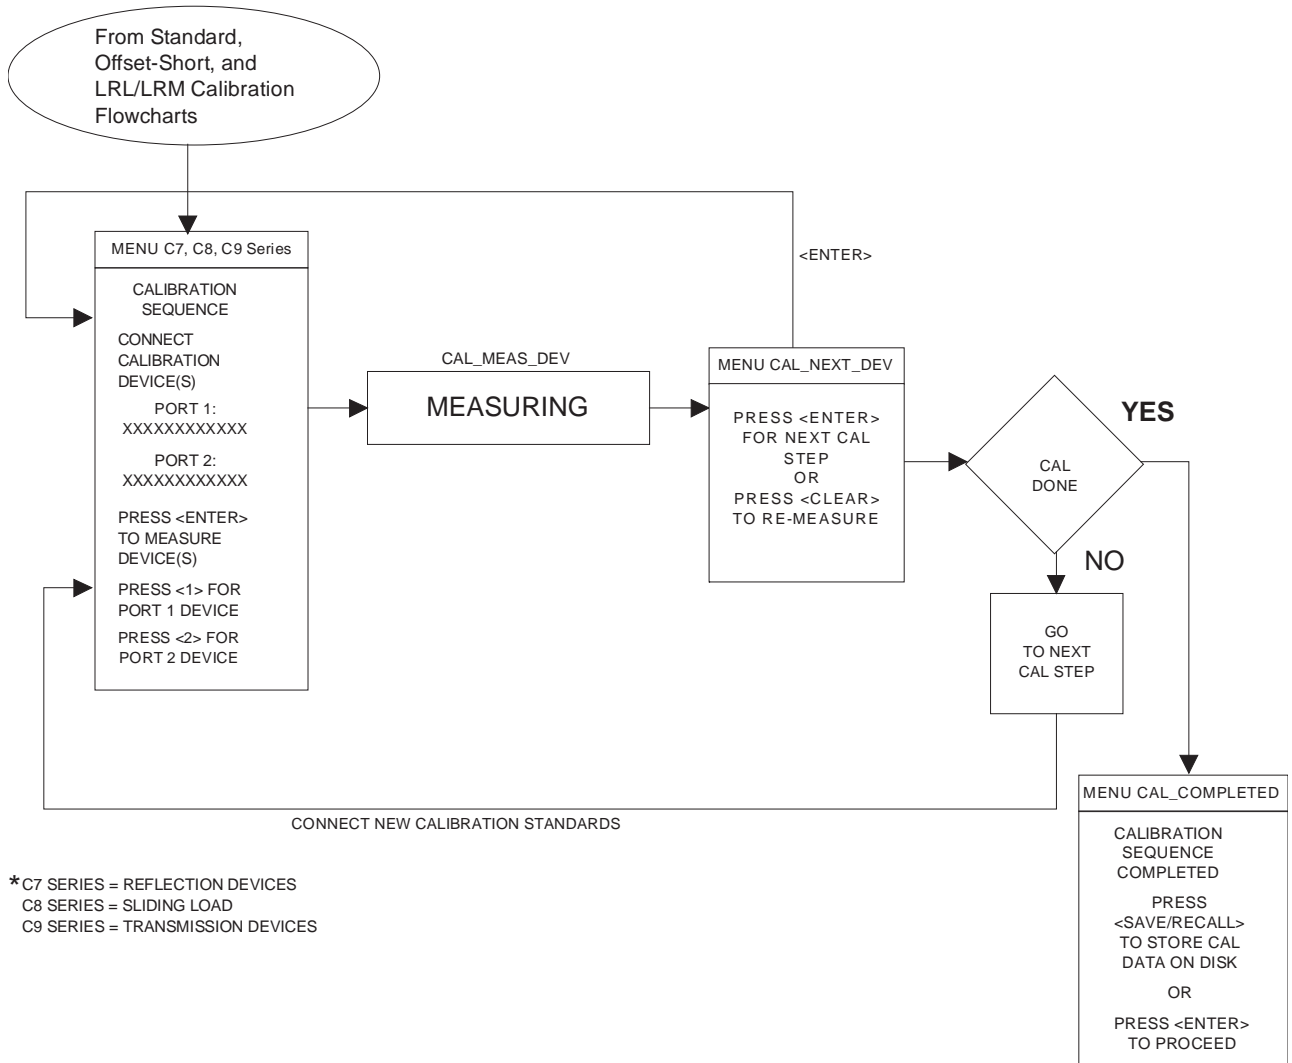 From Standard,
Offset-Short, and
LRL/LRM Calibration
Flowcharts
MENU C7, C8, C9 Series
CALIBRATION
SEQUENCE
CONNECT
CALIBRATION
DEVICE(S)
PORT 1:
XXXXXXXXXXXX
PORT 2:
XXXXXXXXXXXX
PRESS <ENTER>
TO MEASURE
DEVICE(S)
PRESS <1> FOR
PORT 1 DEVICE
PRESS <2> FOR
PORT 2 DEVICE
CAL_MEAS_DEV
MEASURING
<ENTER>
MENU CAL_NEXT_DEV
PRESS <ENTER>
FOR NEXT CAL
STEP
OR
PRESS <CLEAR>
TO RE-MEASURE
CAL
DONE
YES
NO
GO
TO NEXT
CAL STEP
CONNECT NEW CALIBRATION STANDARDS
MENU CAL_COMPLETED
CALIBRATION
SEQUENCE
COMPLETED
PRESS
<SAVE/RECALL>
TO STORE CAL
DATA ON DISK
OR
PRESS <ENTER>
TO PROCEED
*C7 SERIES = REFLECTION DEVICES
C8 SERIES = SLIDING LOAD
C9 SERIES = TRANSMISSION DEVICES